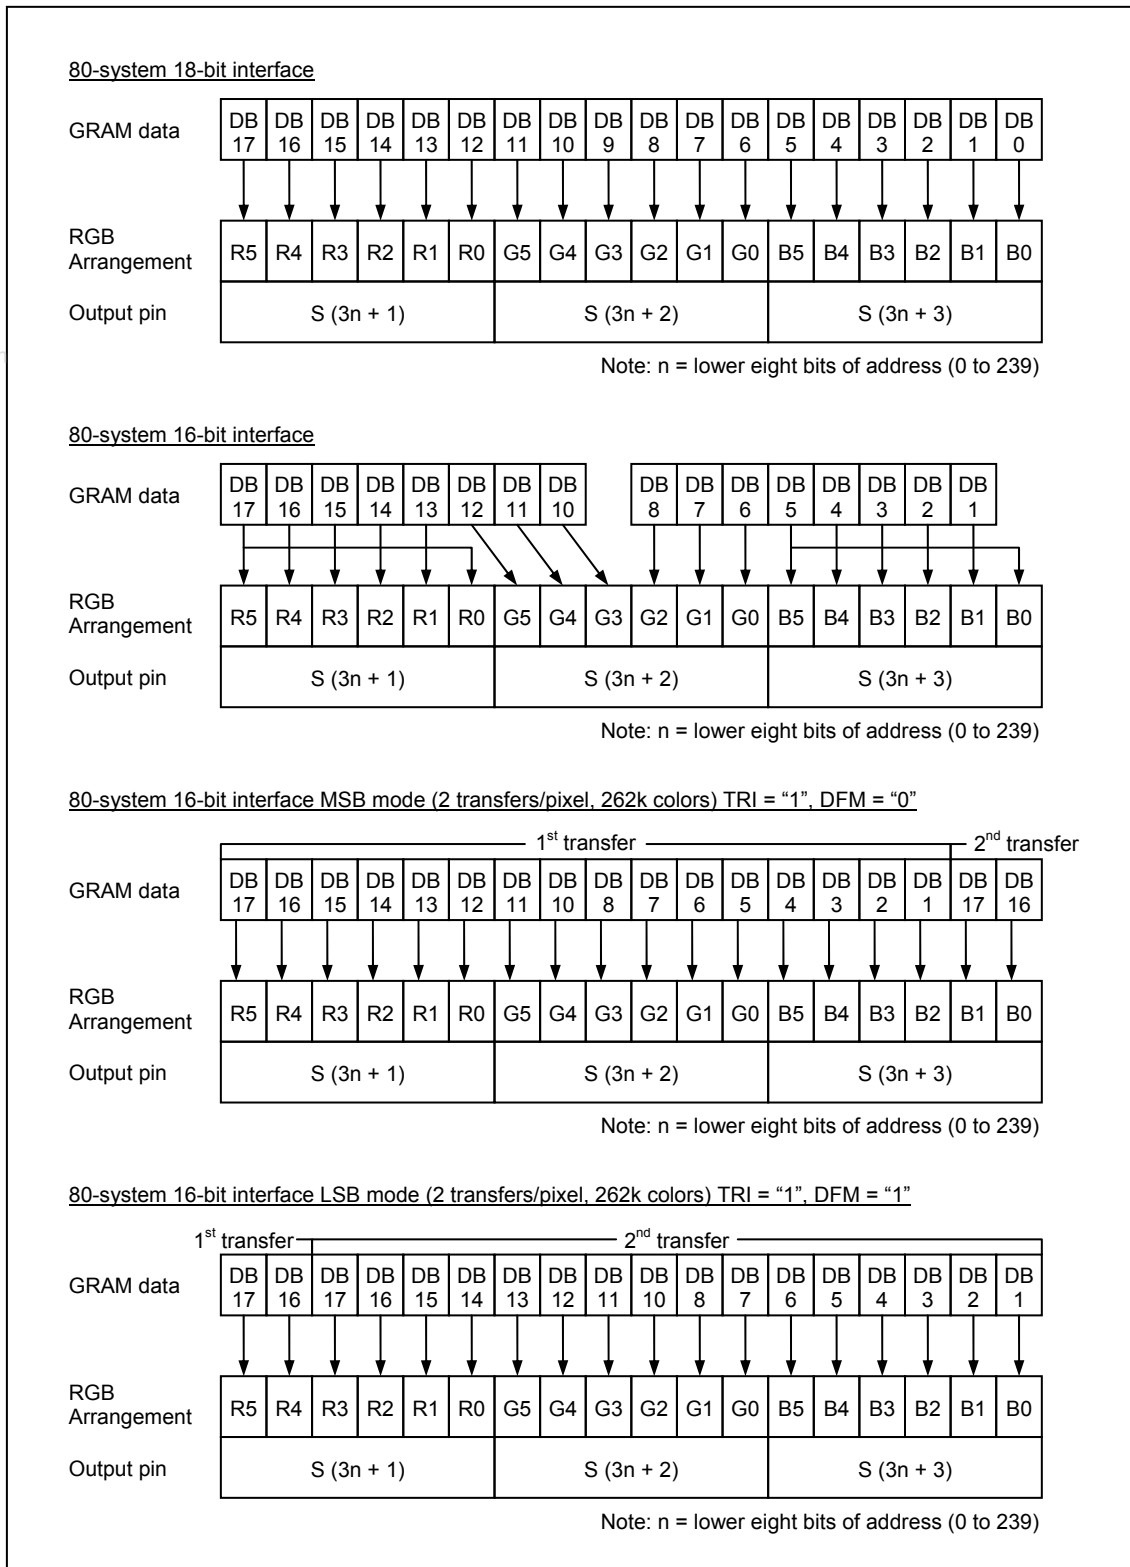 80-system 18-bit interface
GRAM data DB 17 DB 16 DB 15 DB 14 DB 13 DB 12 DB 11 DB 10 DB 9 DB 8 DB 7 DB 6 DB 5 DB 4 DB 3 DB 2 DB 1 DB 0
RGB Arrangement R5 R4 R3 R2 R1 R0 G5 G4 G3 G2 G1 G0 B5 B4 B3 B2 B1 B0
Output pin S (3n + 1) S (3n + 2) S (3n + 3)
Note: n = lower eight bits of address (0 to 239)
80-system 16-bit interface
GRAM data DB 17 DB 16 DB 15 DB 14 DB 13 DB 12 DB 11 DB 10 DB 8 DB 7 DB 6 DB 5 DB 4 DB 3 DB 2 DB 1
RGB Arrangement R5 R4 R3 R2 R1 R0 G5 G4 G3 G2 G1 G0 B5 B4 B3 B2 B1 B0
Output pin S (3n + 1) S (3n + 2) S (3n + 3)
Note: n = lower eight bits of address (0 to 239)
80-system 16-bit interface MSB mode (2 transfers/pixel, 262k colors) TRI = “1”, DFM = “0”
1st transfer 2nd transfer
GRAM data DB 17 DB 16 DB 15 DB 14 DB 13 DB 12 DB 11 DB 10 DB 8 DB 7 DB 6 DB 5 DB 4 DB 3 DB 2 DB 1 DB 17 DB 16
RGB Arrangement R5 R4 R3 R2 R1 R0 G5 G4 G3 G2 G1 G0 B5 B4 B3 B2 B1 B0
Output pin S (3n + 1) S (3n + 2) S (3n + 3)
Note: n = lower eight bits of address (0 to 239)
80-system 16-bit interface LSB mode (2 transfers/pixel, 262k colors) TRI = “1”, DFM = “1”
1st transfer 2nd transfer
GRAM data DB 17 DB 16 DB 17 DB 16 DB 15 DB 14 DB 13 DB 12 DB 11 DB 10 DB 8 DB 7 DB 6 DB 5 DB 4 DB 3 DB 2 DB 1
RGB Arrangement R5 R4 R3 R2 R1 R0 G5 G4 G3 G2 G1 G0 B5 B4 B3 B2 B1 B0
Output pin S (3n + 1) S (3n + 2) S (3n + 3)
Note: n = lower eight bits of address (0 to 239)